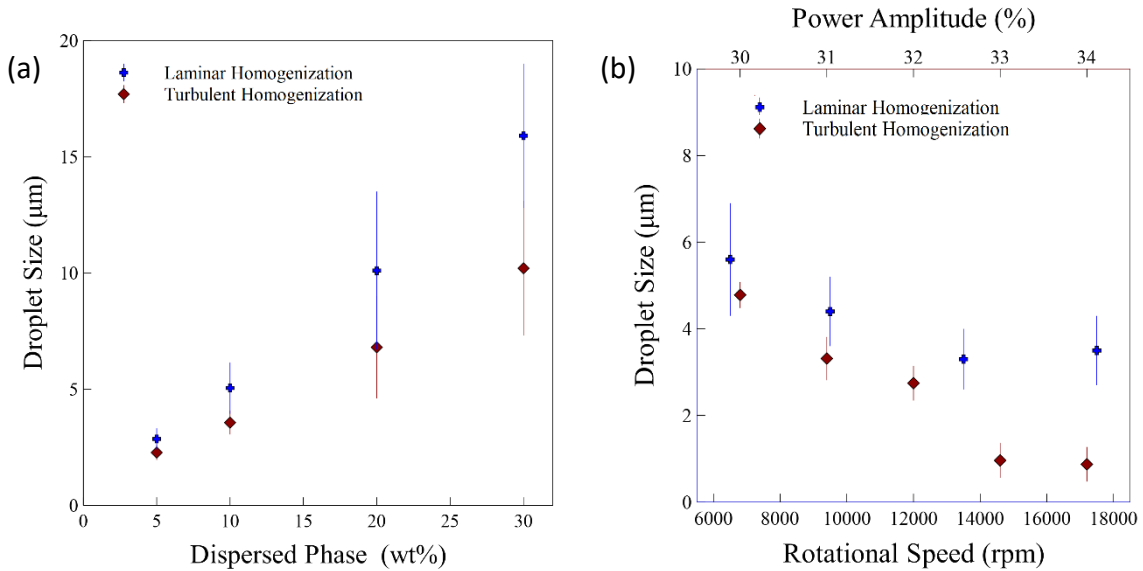 (a)
20
15
10
5
0
Droplet Size (μm)
Laminar Homogenization
Turbulent Homogenization
0 5 10 15 20 25 30
Dispersed Phase (wt%)
(b)
Power Amplitude (%)
30 31 32 33 34
10
8
6
4
2
0
Droplet Size (μm)
Laminar Homogenization
Turbulent Homogenization
6000 8000 10000 12000 14000 16000 18000
Rotational Speed (rpm)